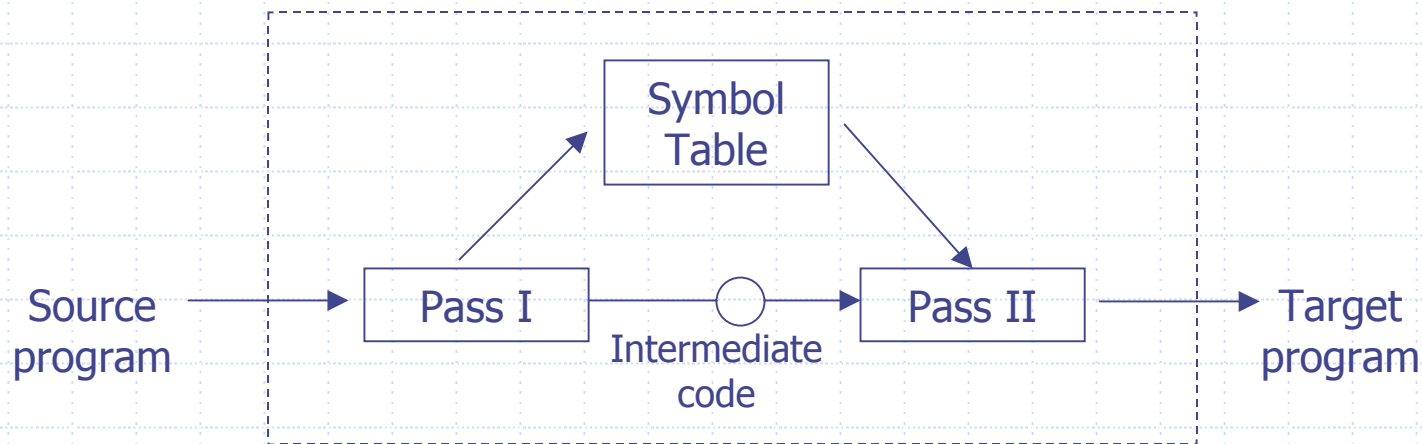 Symbol
Table
Source
program
Pass I
Intermediate
code
Pass II
Target
program